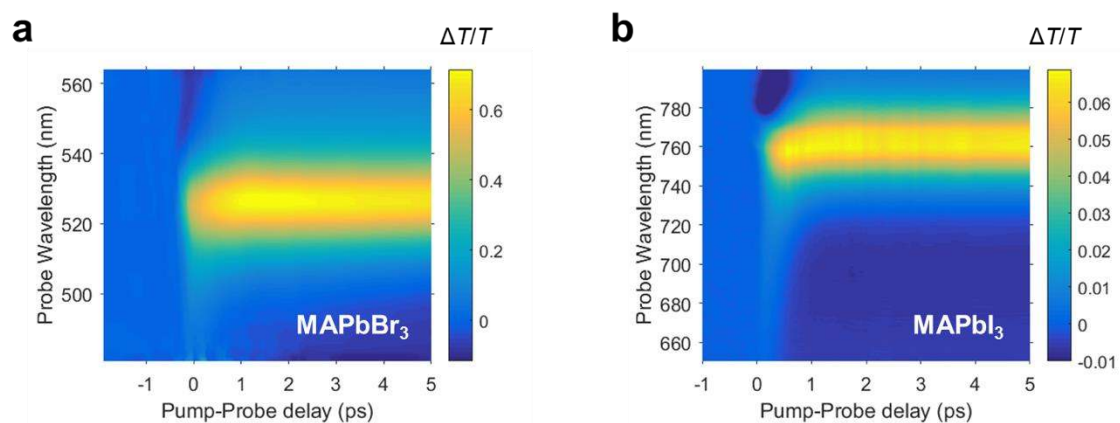 a
ΔT/T
Probe Wavelength (nm)
560
540
520
500
-1 0 1 2 3 4 5
Pump-Probe delay (ps)
MAPbBr3
0.6
0.4
0.2
0
b
ΔT/T
Probe Wavelength (nm)
780
760
740
720
700
680
660
-1 0 1 2 3 4 5
Pump-Probe delay (ps)
MAPbI3
0.06
0.05
0.04
0.03
0.02
0.01
0
-0.01